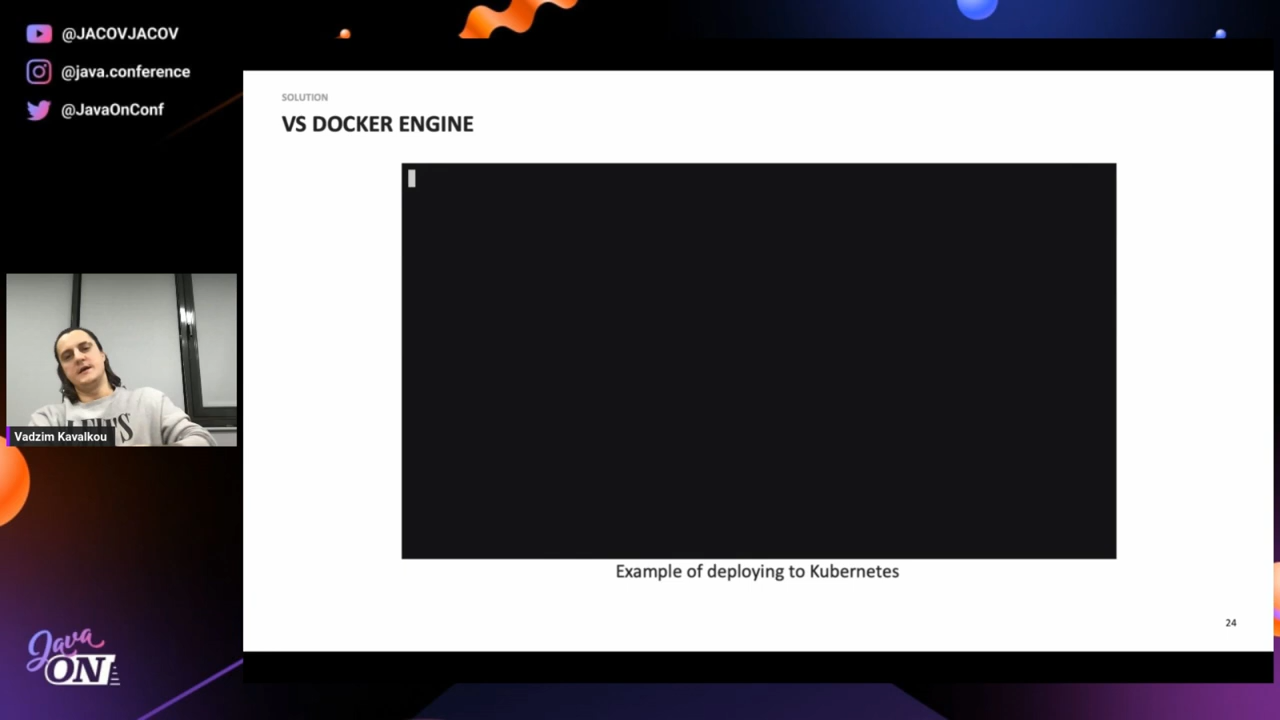 @JACOVJACOV
@java.conference
@JavaOnConf
SOLUTION
VS DOCKER ENGINE
Vadzim Kavalkou
Example of deploying to Kubernetes
24
Java
ON